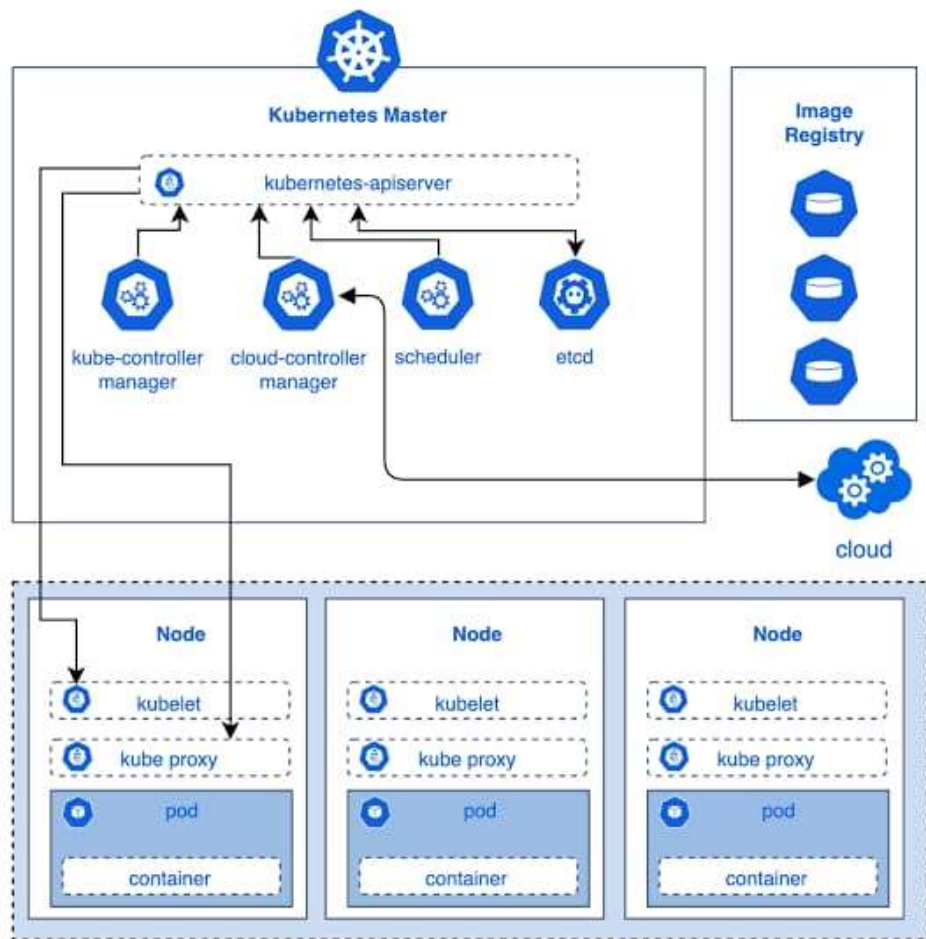 Kubernetes Master
Image
Registry
kubernetes-apiserver
kube-controller
manager
cloud-controller
manager
scheduler
etcd
cloud
Node
kubelet
kube proxy
pod
container
Node
kubelet
kube proxy
pod
container
Node
kubelet
kube proxy
pod
container